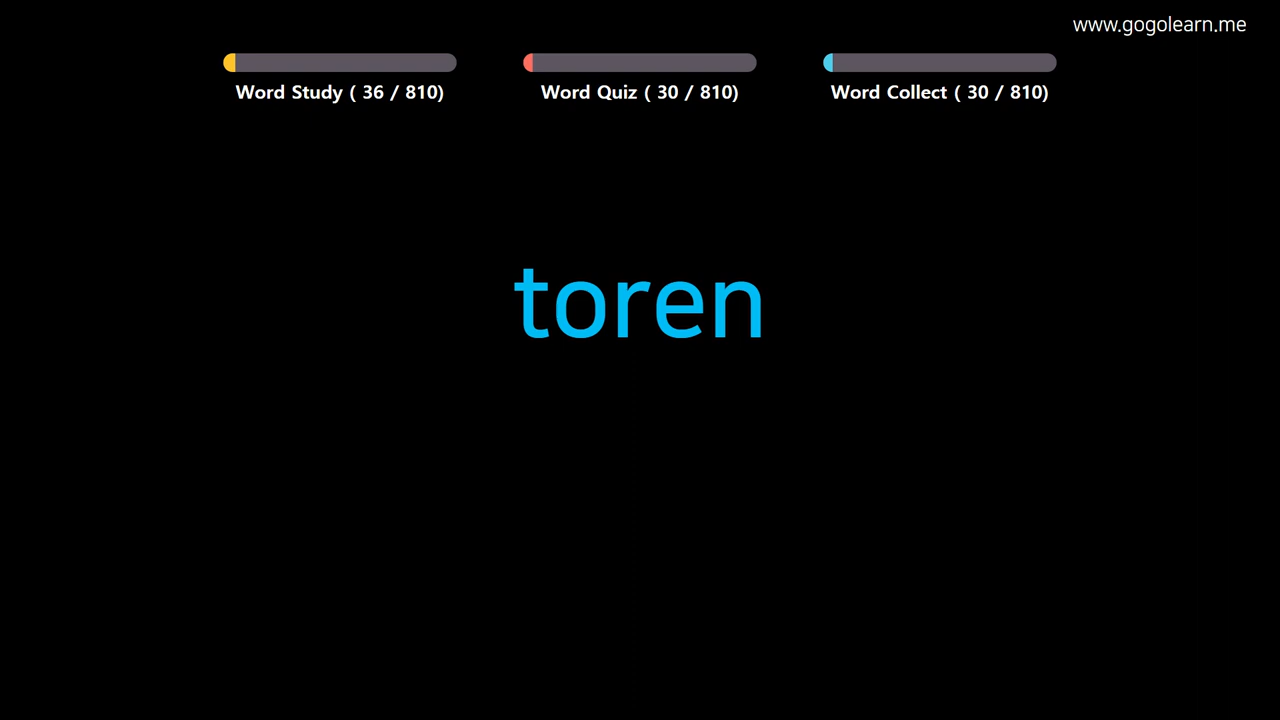 www.gogolearn.me
Word Study ( 36 / 810)
Word Quiz ( 30 / 810)
Word Collect ( 30 / 810)
toren